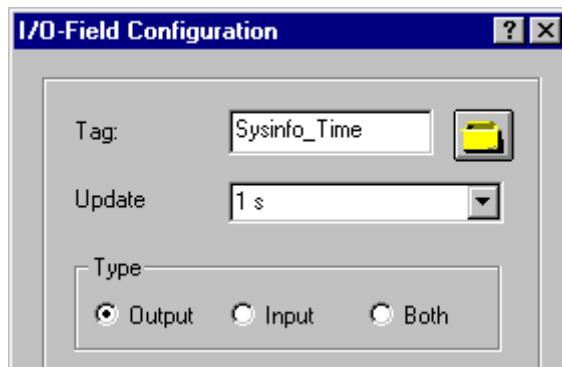 I/O-Field Configuration
Tag: Sysinfo_Time
Update 1 s
Type
Output Input Both